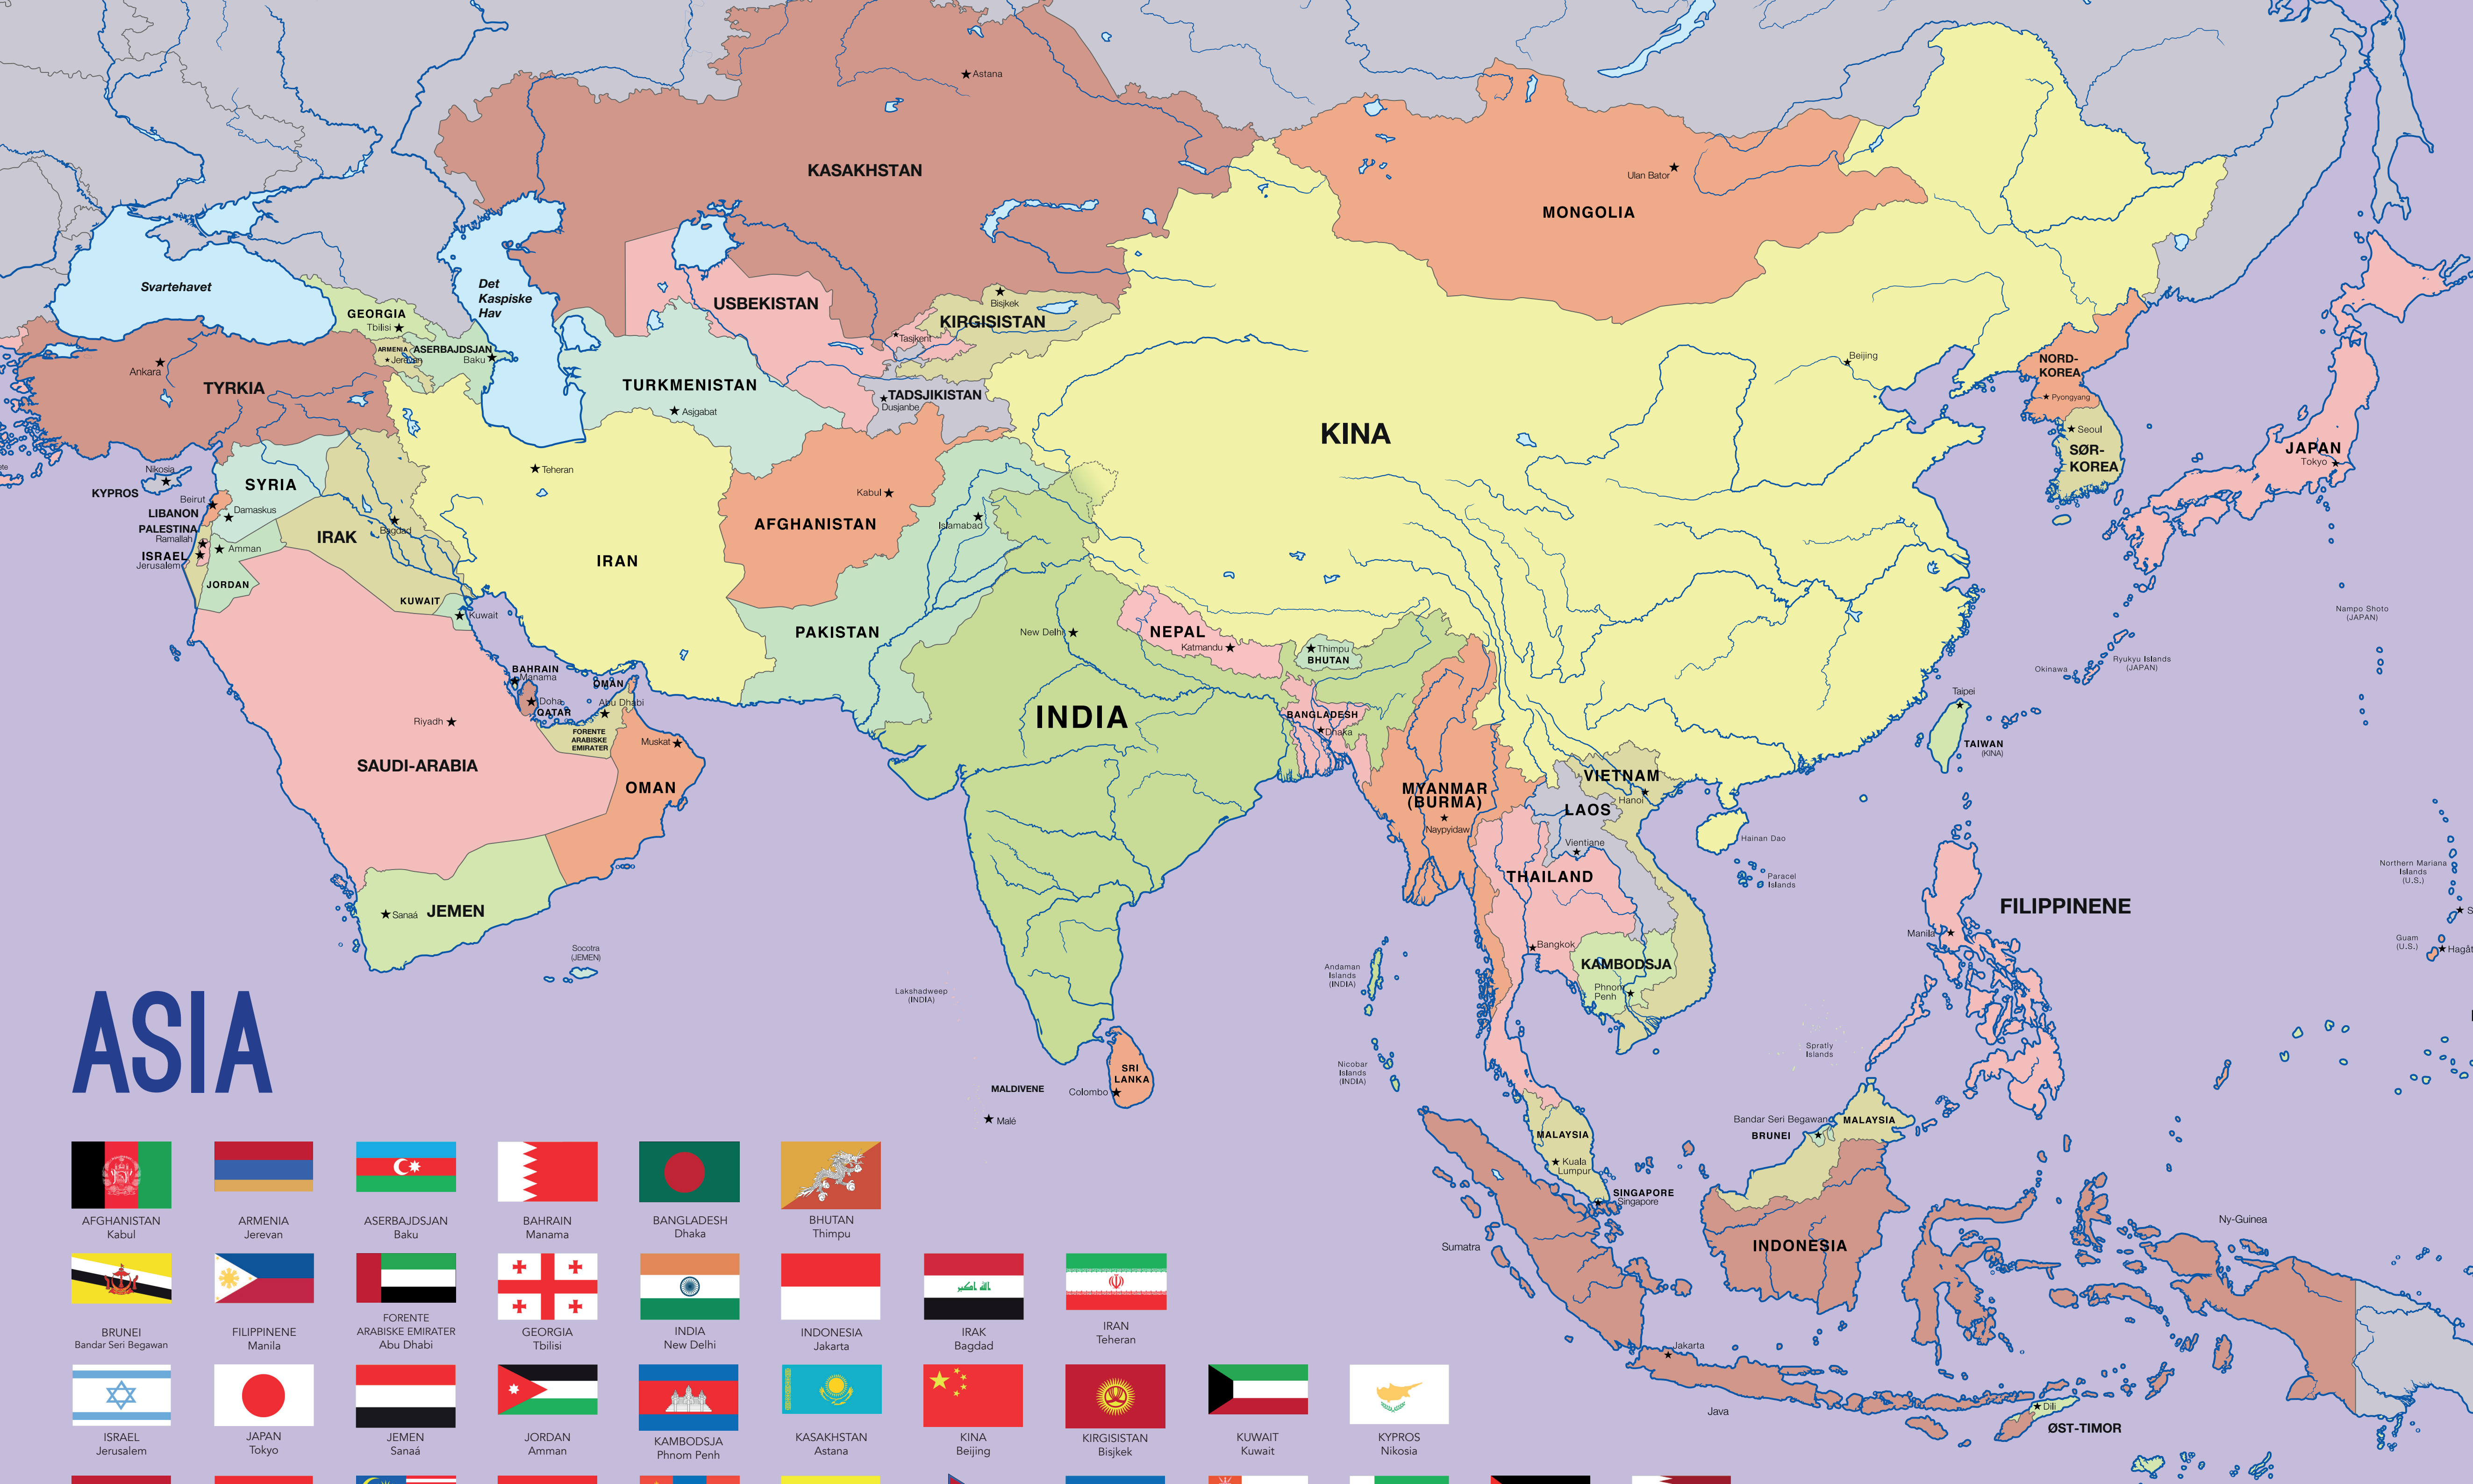 Astana
KASAKHSTAN
Ulan Bator
MONGOLIA
Svartehavet
Det
Kaspiske
Hav
USBEKISTAN
Bisjkek
KIRGISISTAN
GEORGIA
Tbilisi
ARMENIA
Jerevan
ASERBAJDSJAN
Baku
Tasjkent
Ankara
TYRKIA
TURKMENISTAN
Asjgabat
TADSJIKISTAN
Dusjanbe
Beijing
NORD-
KOREA
Pyongyang
Seoul
SØR-
KOREA
JAPAN
Tokyo
KINA
Nikosia
KYPROS
SYRIA
Teheran
Kabul
AFGHANISTAN
Islamabad
Beirut
LIBANON
Damaskus
PALESTINA
Ramallah
ISRAEL
Jerusalem
Amman
JORDAN
IRAK
Bagdad
IRAN
KUWAIT
Kuwait
PAKISTAN
New Delhi
NEPAL
Katmandu
Thimpu
BHUTAN
Nampo Shoto
(JAPAN)
Okinawa
Ryukyu Islands
(JAPAN)
BAHRAIN
Manama
Doha
QATAR
OMAN
Abu Dhabi
FORENTE
ARABISKE
EMIRATER
Riyadh
Muskat
SAUDI-ARABIA
OMAN
INDIA
BANGLADESH
Dhaka
Taipei
TAIWAN
(KINA)
MYANMAR
(BURMA)
Naypyidaw
VIETNAM
Hanoi
LAOS
Vientiane
THAILAND
Hainan Dao
Paracel
Islands
Northern Mariana
Islands
(U.S.)
S
Guam
(U.S.)
Hagåt
FILIPPINENE
Manila
Sanaá
JEMEN
Socotra
(JEMEN)
Lakshadweep
(INDIA)
Andaman
Islands
(INDIA)
Bangkok
KAMBODSJA
Phnom
Penh
Nicobar
Islands
(INDIA)
Spratly
Islands
SRI
LANKA
Colombo
MALDIVENE
Malé
Bandar Seri Begawan
BRUNEI
MALAYSIA
MALAYSIA
Kuala
Lumpur
SINGAPORE
Singapore
Sumatra
INDONESIA
Ny-Guinea
Jakarta
Java
Dili
ØST-TIMOR
ASIA
AFGHANISTAN
Kabul
ARMENIA
Jerevan
ASERBAJDSJAN
Baku
BAHRAIN
Manama
BANGLADESH
Dhaka
BHUTAN
Thimpu
BRUNEI
Bandar Seri Begawan
FILIPPINENE
Manila
FORENTE
ARABISKE EMIRATER
Abu Dhabi
GEORGIA
Tbilisi
INDIA
New Delhi
INDONESIA
Jakarta
IRAK
Bagdad
IRAN
Teheran
ISRAEL
Jerusalem
JAPAN
Tokyo
JEMEN
Sanaá
JORDAN
Amman
KAMBODSJA
Phnom Penh
KASAKHSTAN
Astana
KINA
Beijing
KIRGISISTAN
Bisjkek
KUWAIT
Kuwait
KYPROS
Nikosia